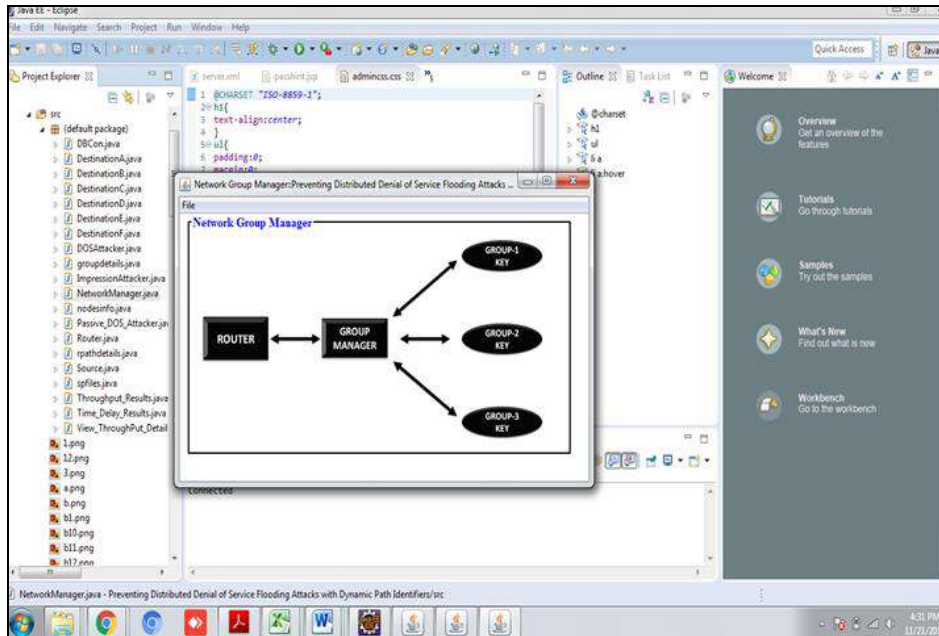 Java EE - Eclipse
File Edit Navigate Search Project Run Window Help
Quick Access
Java
Project Explorer
src
(default package)
DBCon.java
DestinationA.java
DestinationB.java
DestinationC.java
DestinationD.java
DestinationE.java
DestinationF.java
DOSAttacker.java
groupdetails.java
ImpressionAttacker.java
NetworkManager.java
nodesinfo.java
Passive_DOS_Attacker.jav
Router.java
rpathdetails.java
Source.java
spfiles.java
Throughput_Results.java
Time_Delay_Results.java
View_ThroughPut_Detail
1.png
12.png
3.png
a.png
b.png
b1.png
b10.png
b11.png
b12.png
server.xml
admincss.css
1 @CHARSET "ISO-8859-1";
2 h1{
3 text-align:center;
4 }
5 ul{
6 padding:0;
7 margin:0;
Network Group Manager::Preventing Distributed Denial of Service Flooding Attacks ...
File
Network Group Manager
ROUTER
GROUP MANAGER
GROUP-1 KEY
GROUP-2 KEY
GROUP-3 KEY
Connected
Outline
Task List
@charset
h1
ul
li a
li a:hover
Welcome
Overview
Get an overview of the features
Tutorials
Go through tutorials
Samples
Try out the samples
What's New
Find out what is new
Workbench
Go to the workbench
NetworkManager.java - Preventing Distributed Denial of Service Flooding Attacks with Dynamic Path Identifiers/src
4:31 PM